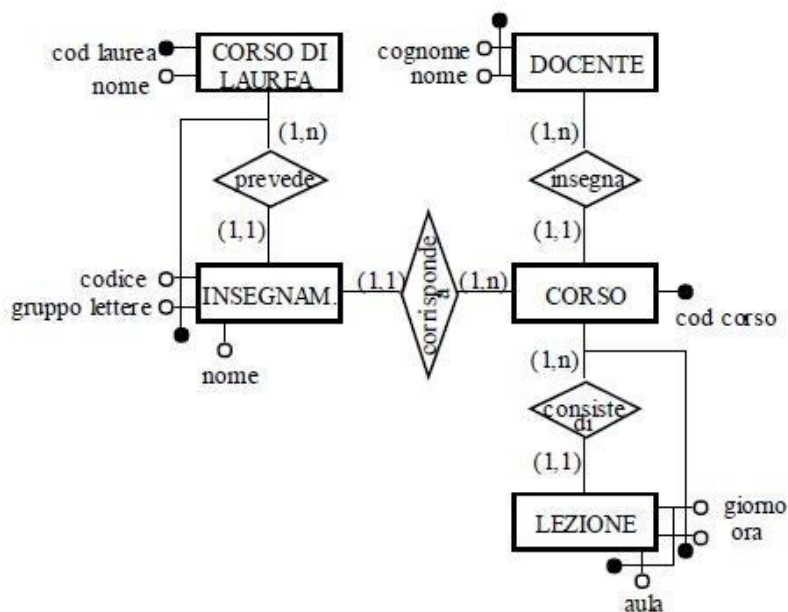 cod laurea
nome
CORSO DI
LAUREA
cognome
nome
DOCENTE
(1,n)
(1,n)
prevede
insegna
(1,1)
(1,1)
codice
gruppo lettere
INSEGNAM.
(1,1)
corrisponde
a
(1,n)
CORSO
cod corso
nome
(1,n)
consiste
di
(1,1)
LEZIONE
giorno
ora
aula